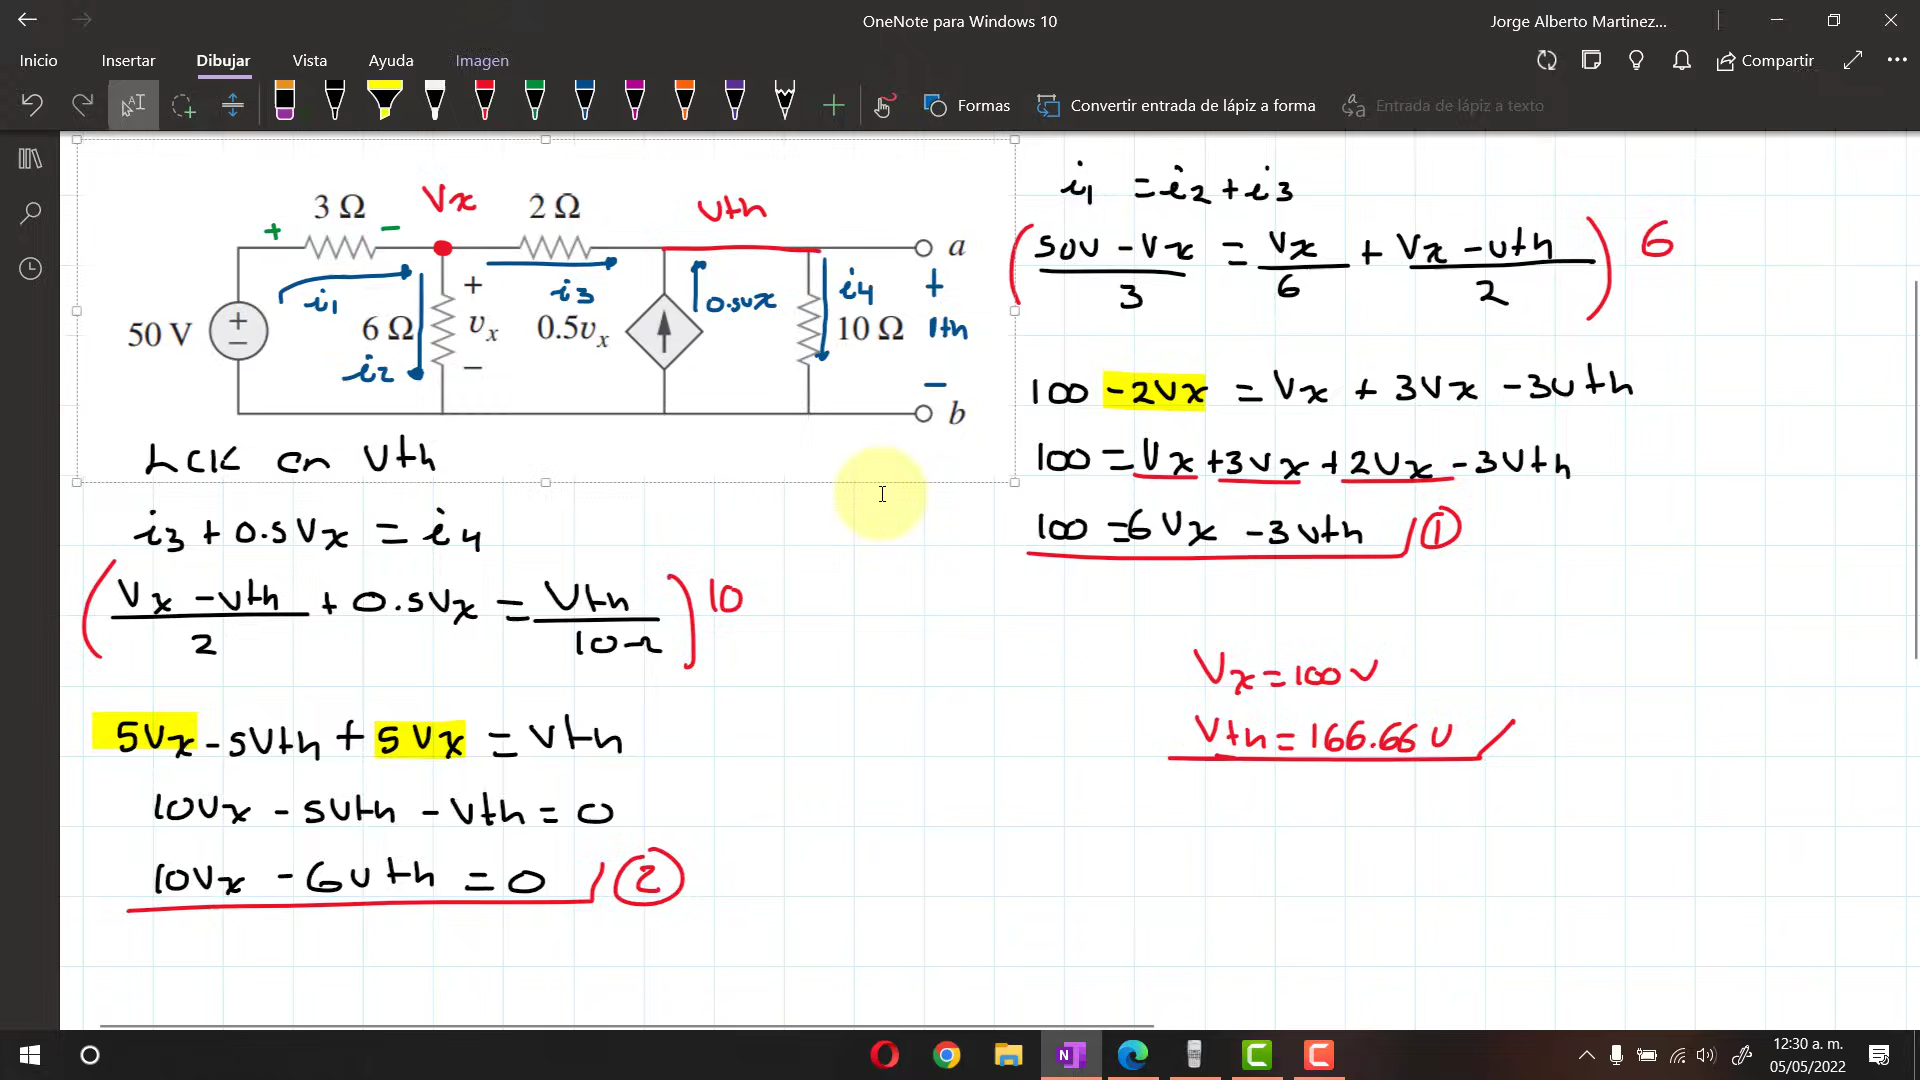 OneNote para Windows 10
Jorge Alberto Martinez...
Inicio Insertar Dibujar Vista Ayuda Imagen
Compartir
Formas Convertir entrada de lápiz a forma Entrada de lápiz a texto
3 Ω Vx 2 Ω Vth
+ - a
i1 i3 0.5Vx i4 +
50 V + - 6 Ω + vx - 0.5vx 10 Ω Vth
i2 -
b
LCK en Vth
i3 + 0.5Vx = i4
(Vx - Vth / 2 + 0.5Vx = Vth / 10Ω) 10
5Vx - 5Vth + 5Vx = Vth
10Vx - 5Vth - Vth = 0
10Vx - 6Vth = 0 / 2
i1 = i2 + i3
(50V - Vx / 3 = Vx / 6 + Vx - Vth / 2) 6
100 - 2Vx = Vx + 3Vx - 3Vth
100 = Vx + 3Vx + 2Vx - 3Vth
100 = 6Vx - 3Vth / 1
Vx = 100V
Vth = 166.66V
12:30 a. m.
05/05/2022